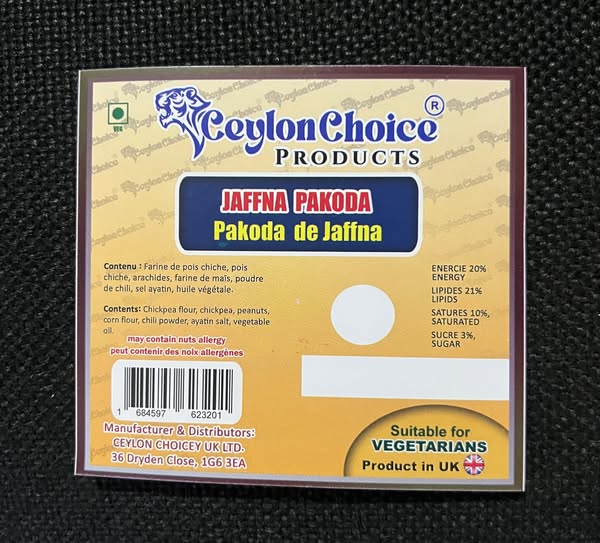 CeylonChoice ®
PRODUCTS
VEG
JAFFNA PAKODA
Pakoda de Jaffna
Contenu : Farine de pois chiche, pois
chiche, arachides, farine de maïs, poudre
de chili, sel ayatin, huile végétale.
Contents: Chickpea flour, chickpea, peanuts,
corn flour, chili powder, ayatin salt, vegetable
oil.
may contain nuts allergy
peut contenir des noix allergènes
ENERCIE 20%
ENERGY
LIPIDES 21%
LIPIDS
SATURES 10%,
SATURATED
SUCRE 3%,
SUGAR
1 684597 623201
Manufacturer & Distributors:
CEYLON CHOICEY UK LTD.
36 Dryden Close, 1G6 3EA
Suitable for
VEGETARIANS
Product in UK